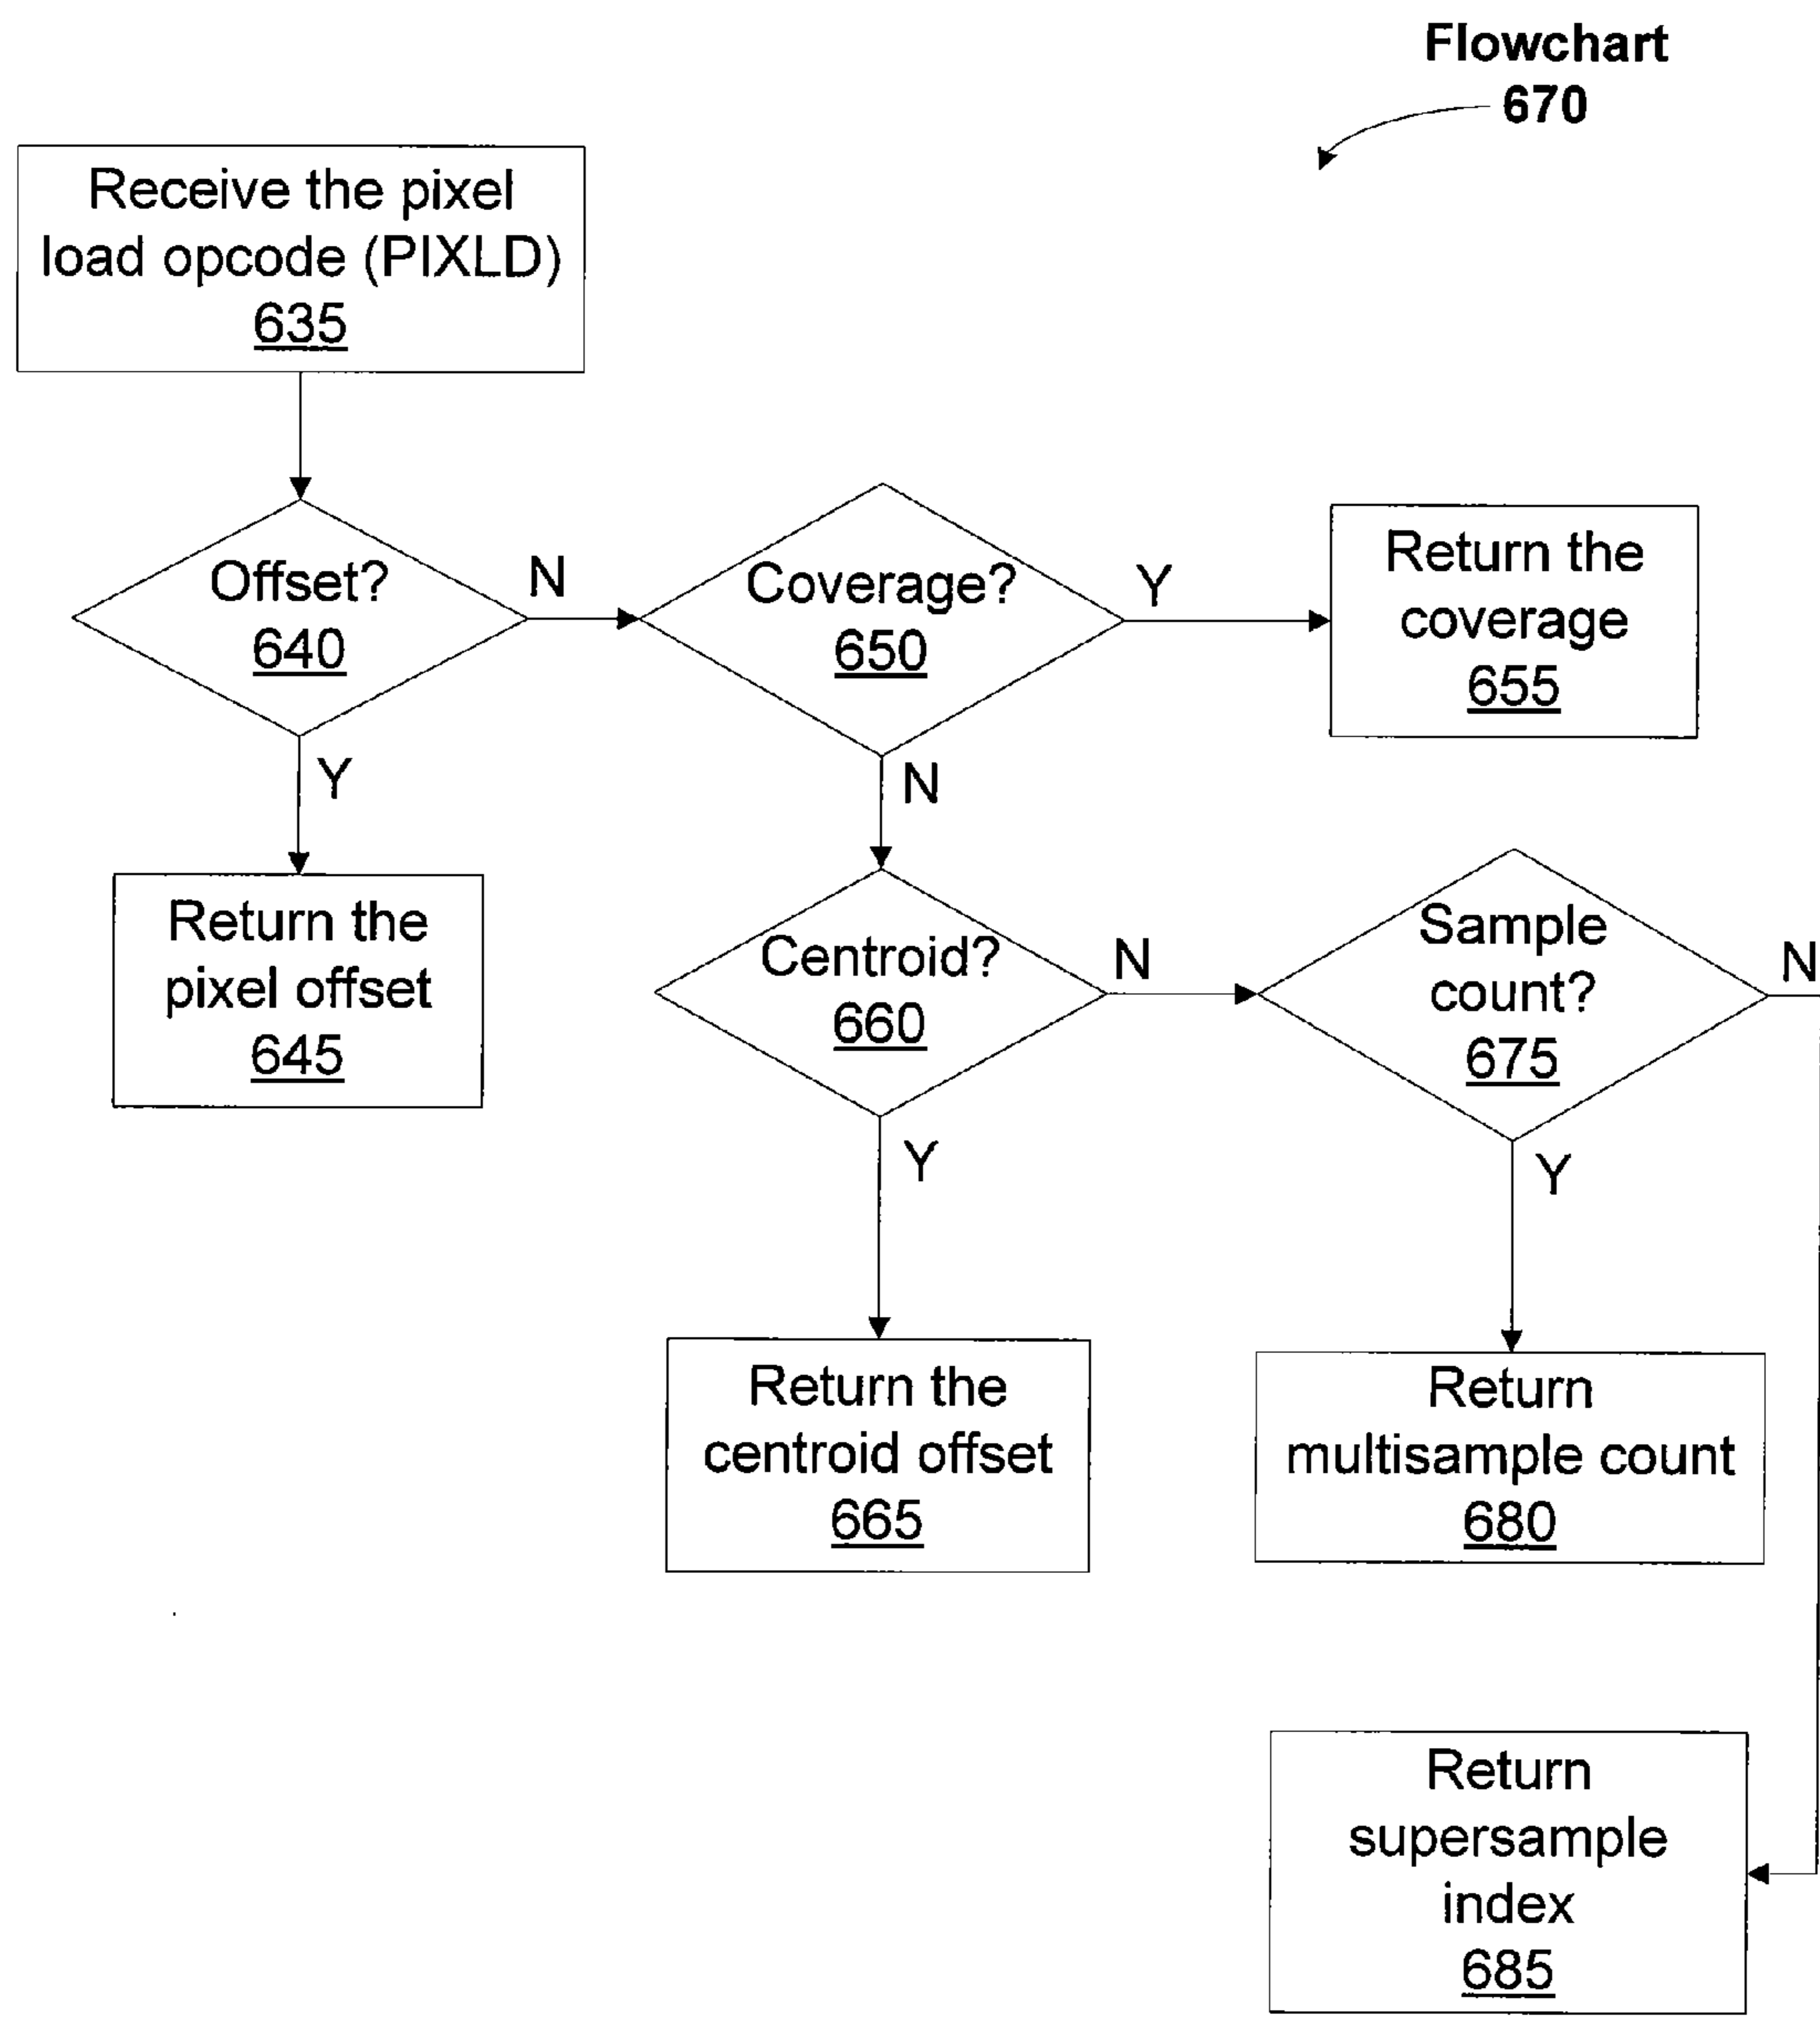 Flowchart
670
Receive the pixel
load opcode (PIXLD)
635
Offset?
640
N
Coverage?
650
Y
Return the
coverage
655
Y
N
Return the
pixel offset
645
Centroid?
660
N
Sample
count?
675
N
Y
Y
Return the
centroid offset
665
Return
multisample count
680
Return
supersample
index
685